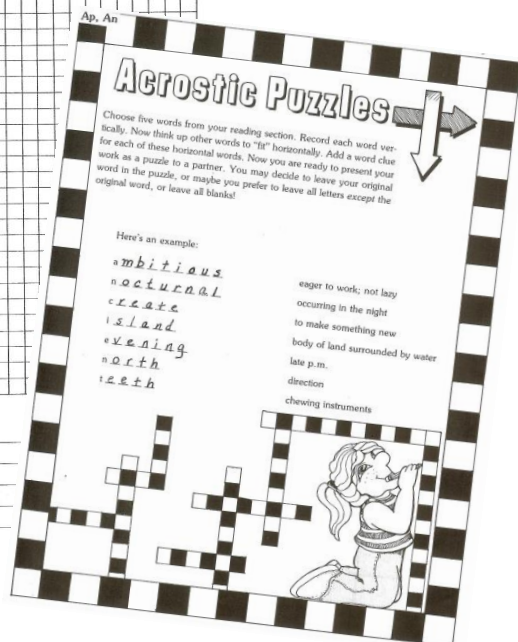 Ap, An
Acrostic Puzzles
Choose five words from your reading section. Record each word ver-
tically. Now think up other words to "fit" horizontally. Add a word clue
for each of these horizontal words. Now you are ready to present your
work as a puzzle to a partner. You may decide to leave your original
word in the puzzle, or maybe you prefer to leave all letters except the
original word, or leave all blanks!
Here's an example:
ambitious eager to work; not lazy
nocturnal occurring in the night
create to make something new
island body of land surrounded by water
evening late p.m.
north direction
teeth chewing instruments